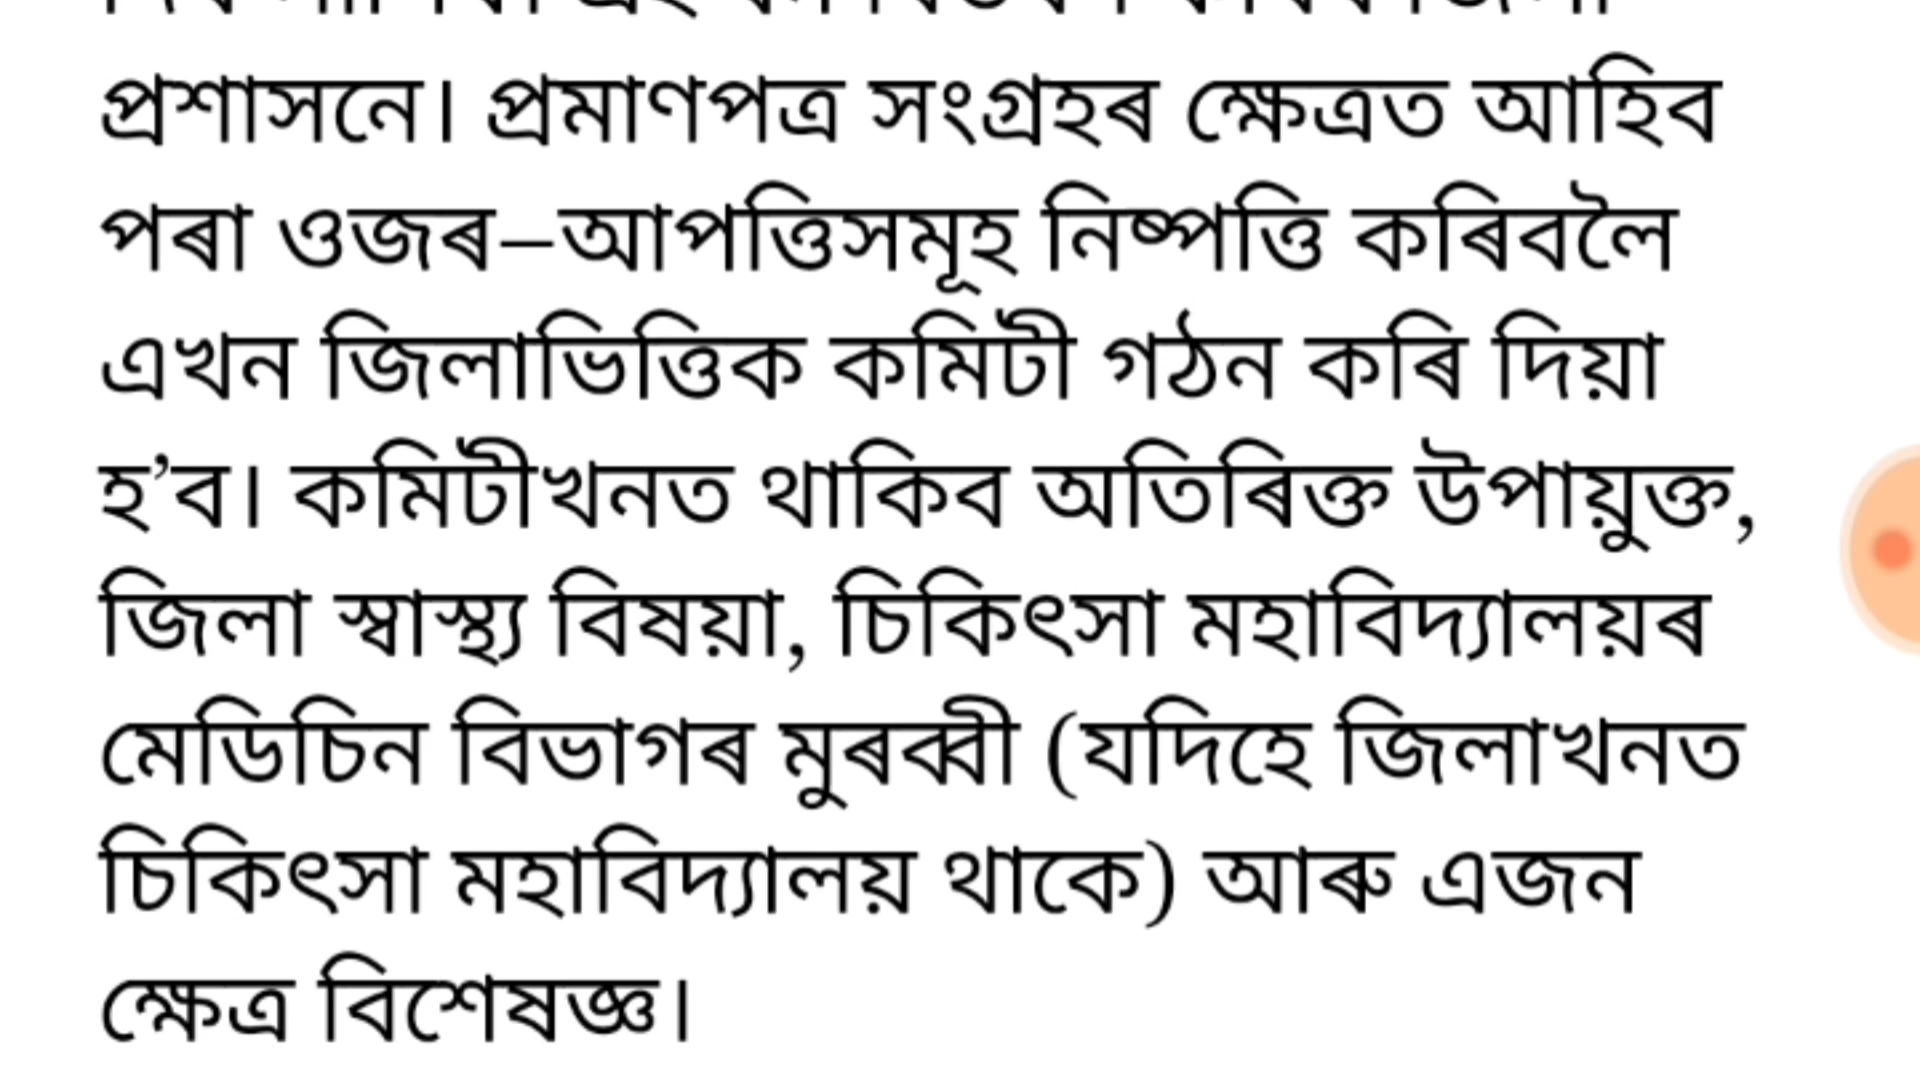 প্ৰশাসনে। প্ৰমাণপত্ৰ সংগ্ৰহৰ ক্ষেত্ৰত আহিব
পৰা ওজৰ–আপত্তিসমূহ নিষ্পত্তি কৰিবলৈ
এখন জিলাভিত্তিক কমিটী গঠন কৰি দিয়া
হ’ব। কমিটীখনত থাকিব অতিৰিক্ত উপায়ুক্ত,
জিলা স্বাস্থ্য বিষয়া, চিকিৎসা মহাবিদ্যালয়ৰ
মেডিচিন বিভাগৰ মুৰব্বী (যদিহে জিলাখনত
চিকিৎসা মহাবিদ্যালয় থাকে) আৰু এজন
ক্ষেত্ৰ বিশেষজ্ঞ।